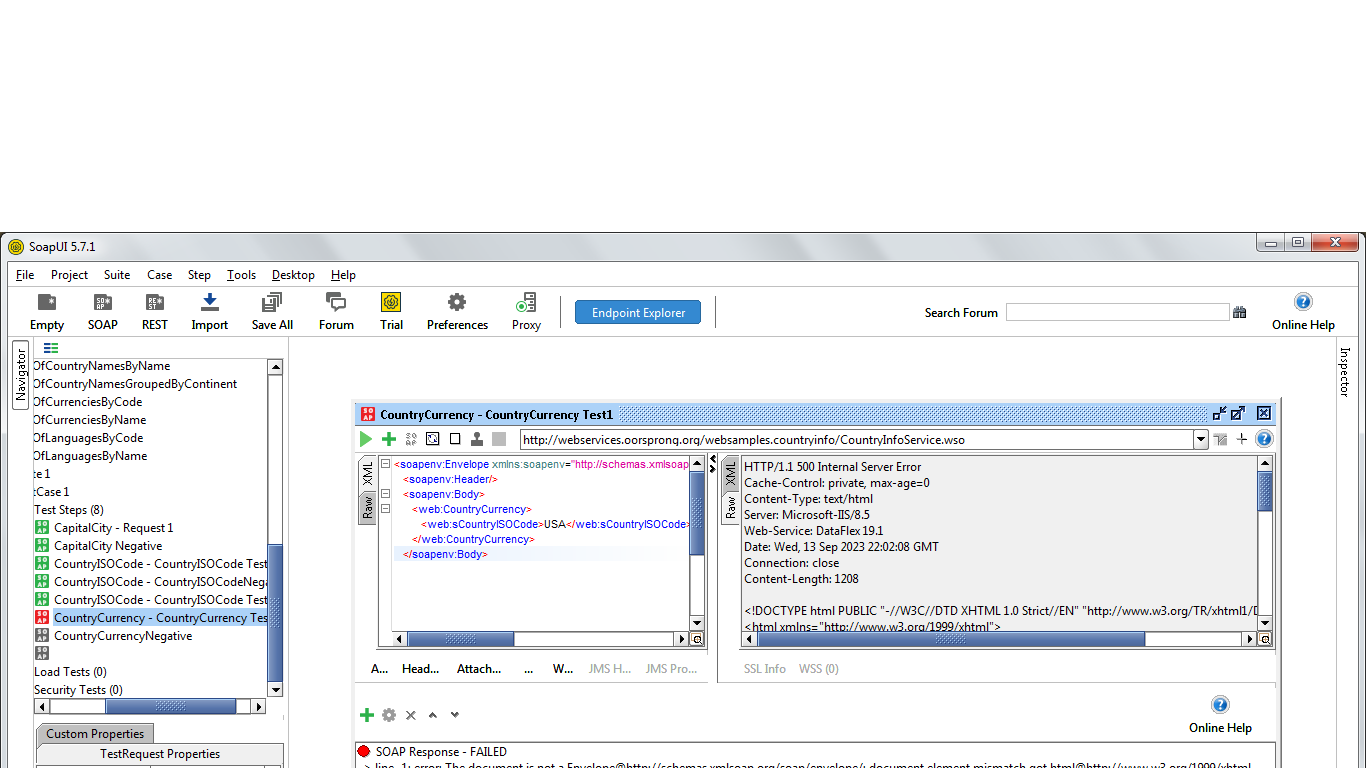 SoapUI 5.7.1
File Project Suite Case Step Tools Desktop Help
Empty SOAP REST Import Save All Forum Trial Preferences Proxy Endpoint Explorer Search Forum Online Help
Navigator
Inspector
OfCountryNamesByName
OfCountryNamesGroupedByContinent
OfCurrenciesByCode
OfCurrenciesByName
OfLanguagesByCode
OfLanguagesByName
te 1
tCase 1
Test Steps (8)
CapitalCity - Request 1
CapitalCity Negative
CountryISOCode - CountryISOCode Test
CountryISOCode - CountryISOCodeNega
CountryISOCode - CountryISOCode Test
CountryCurrency - CountryCurrency Tes
CountryCurrencyNegative
Load Tests (0)
Security Tests (0)
Custom Properties
TestRequest Properties
CountryCurrency - CountryCurrency Test1
http://webservices.oorsprong.org/websamples.countryinfo/CountryInfoService.wso
XML
Raw
<soapenv:Envelope xmlns:soapenv="http://schemas.xmlsoap
<soapenv:Header/>
<soapenv:Body>
<web:CountryCurrency>
<web:sCountryISOCode>USA</web:sCountryISOCode>
</web:CountryCurrency>
</soapenv:Body>
A... Head... Attach... ... W... JMS H... JMS Pro...
XML
Raw
HTTP/1.1 500 Internal Server Error
Cache-Control: private, max-age=0
Content-Type: text/html
Server: Microsoft-IIS/8.5
Web-Service: DataFlex 19.1
Date: Wed, 13 Sep 2023 22:02:08 GMT
Connection: close
Content-Length: 1208
<!DOCTYPE html PUBLIC "-//W3C//DTD XHTML 1.0 Strict//EN" "http://www.w3.org/TR/xhtml1/D
<html xmlns="http://www.w3.org/1999/xhtml">
SSL Info WSS (0)
Online Help
SOAP Response - FAILED
-> line -1: error: The document is not a Envelope@http://schemas.xmlsoap.org/soap/envelope/: document element mismatch got html@http://www.w3.org/1999/xhtml